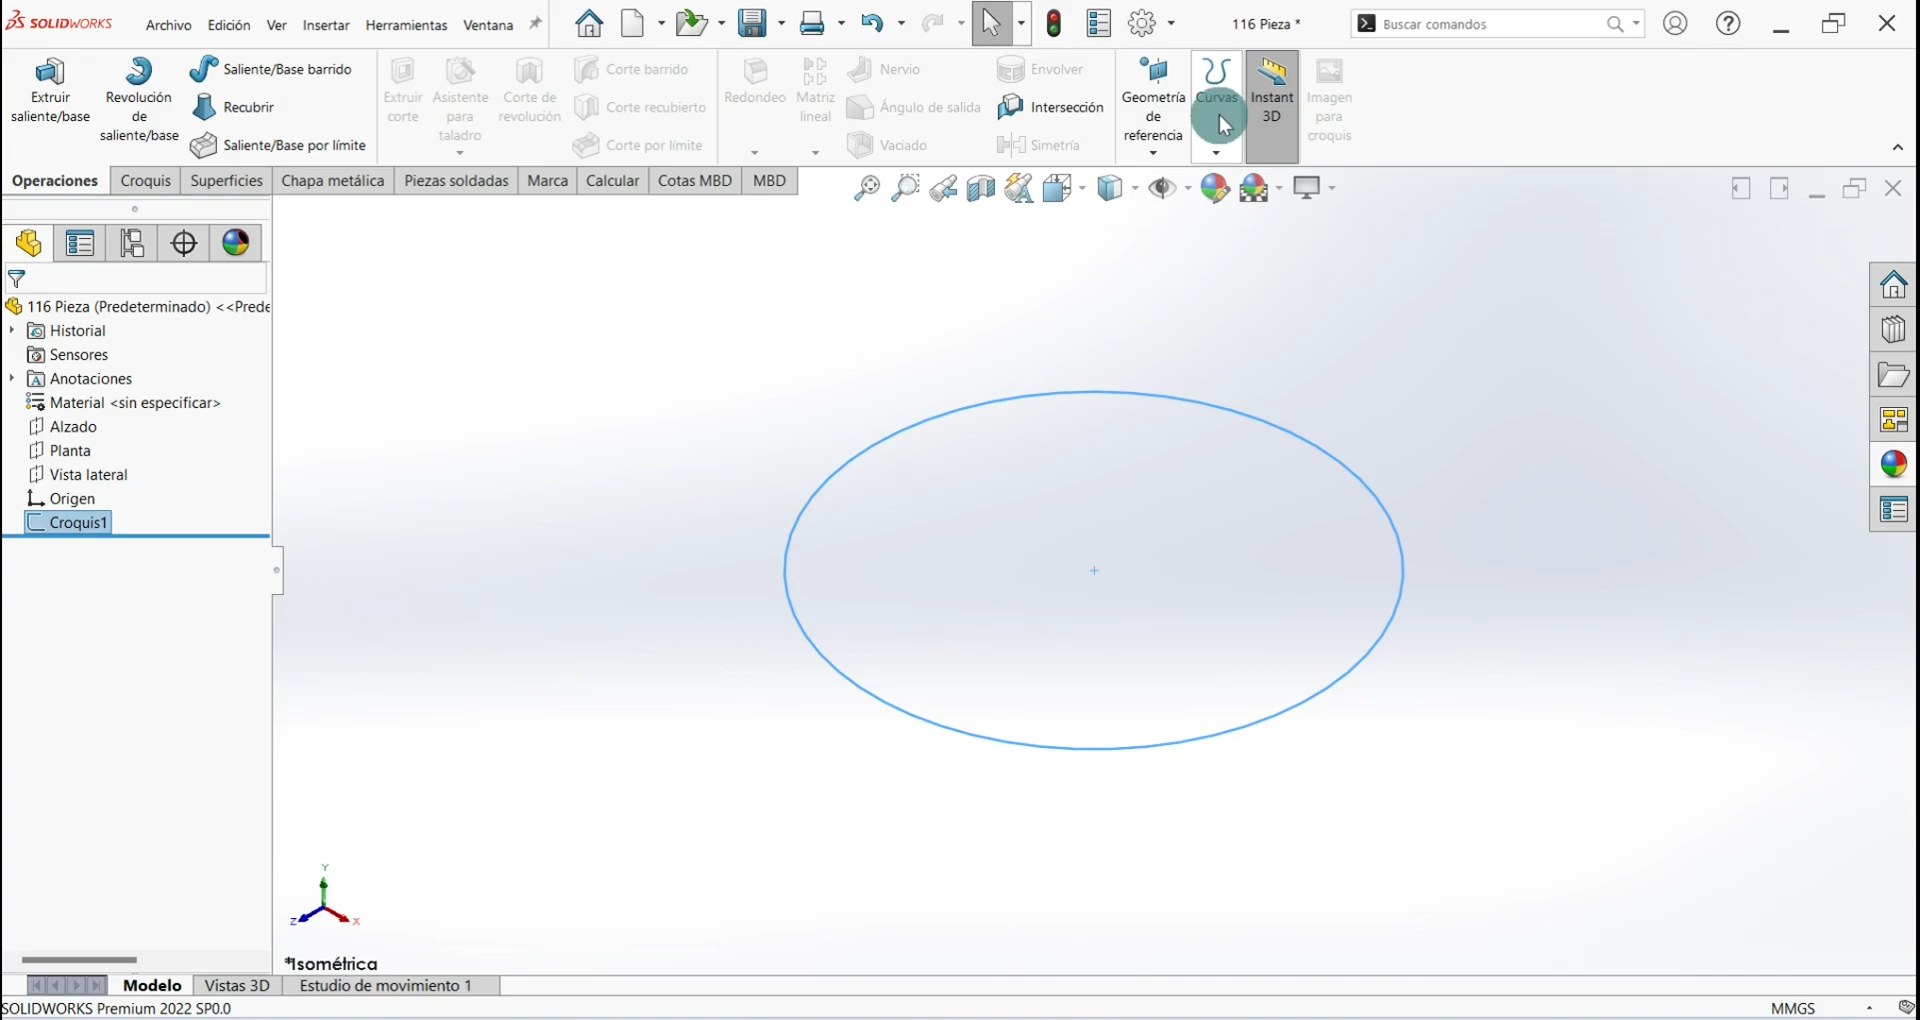 SOLIDWORKS
Archivo Edición Ver Insertar Herramientas Ventana
116 Pieza *
Buscar comandos
Extruir saliente/base
Revolución de saliente/base
Saliente/Base barrido
Recubrir
Saliente/Base por límite
Extruir corte
Asistente para taladro
Corte de revolución
Corte barrido
Corte recubierto
Corte por límite
Redondeo
Matriz lineal
Nervio
Ángulo de salida
Vaciado
Envolver
Intersección
Simetría
Geometría de referencia
Curvas
Instant 3D
Imagen para croquis
Operaciones Croquis Superficies Chapa metálica Piezas soldadas Marca Calcular Cotas MBD MBD
116 Pieza (Predeterminado) <<Prede
Historial
Sensores
Anotaciones
Material <sin especificar>
Alzado
Planta
Vista lateral
Origen
Croquis1
Y
Z
X
*Isométrica
Modelo Vistas 3D Estudio de movimiento 1
SOLIDWORKS Premium 2022 SP0.0
MMGS